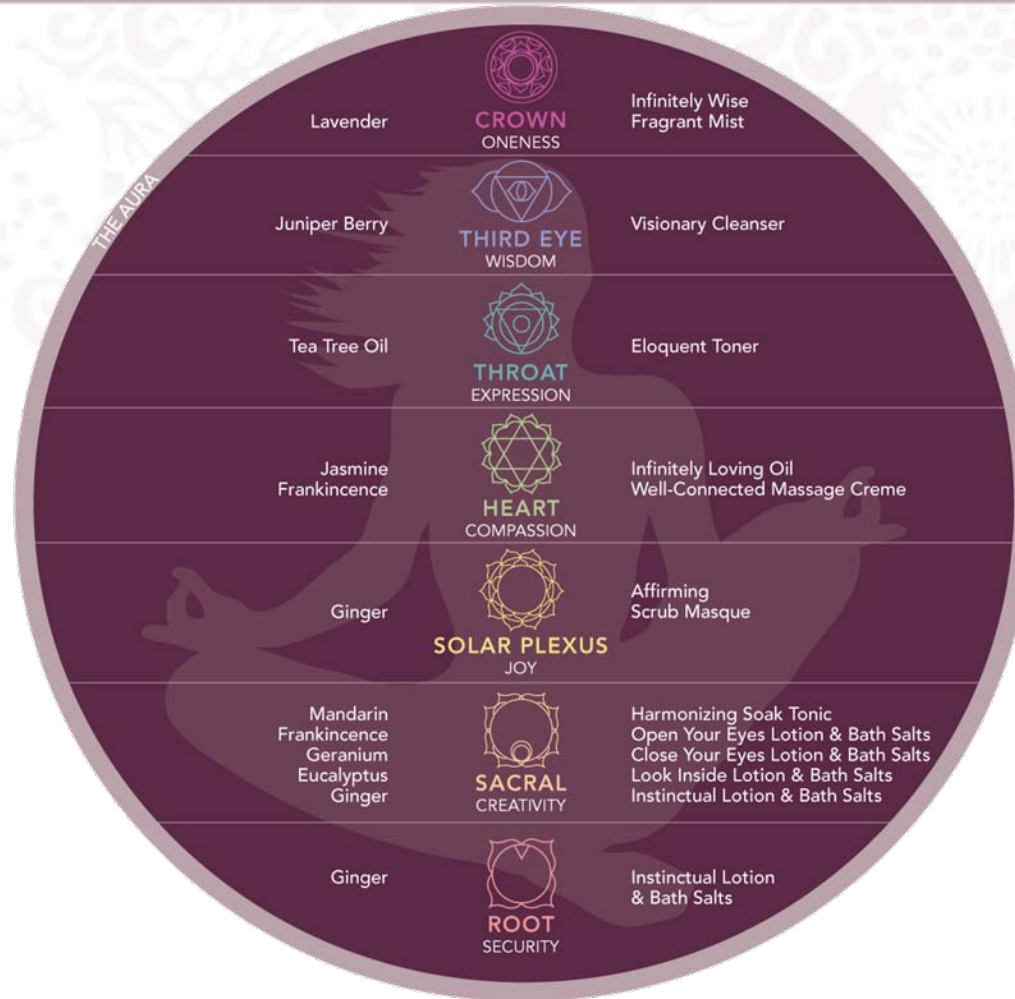 THE AURA
Lavender
CROWN
ONENESS
Infinitely Wise
Fragrant Mist
Juniper Berry
THIRD EYE
WISDOM
Visionary Cleanser
Tea Tree Oil
THROAT
EXPRESSION
Eloquent Toner
Jasmine
Frankincence
HEART
COMPASSION
Infinitely Loving Oil
Well-Connected Massage Creme
Ginger
SOLAR PLEXUS
JOY
Affirming
Scrub Masque
Mandarin
Frankincence
Geranium
Eucalyptus
Ginger
SACRAL
CREATIVITY
Harmonizing Soak Tonic
Open Your Eyes Lotion & Bath Salts
Close Your Eyes Lotion & Bath Salts
Look Inside Lotion & Bath Salts
Instinctual Lotion & Bath Salts
Ginger
ROOT
SECURITY
Instinctual Lotion
& Bath Salts